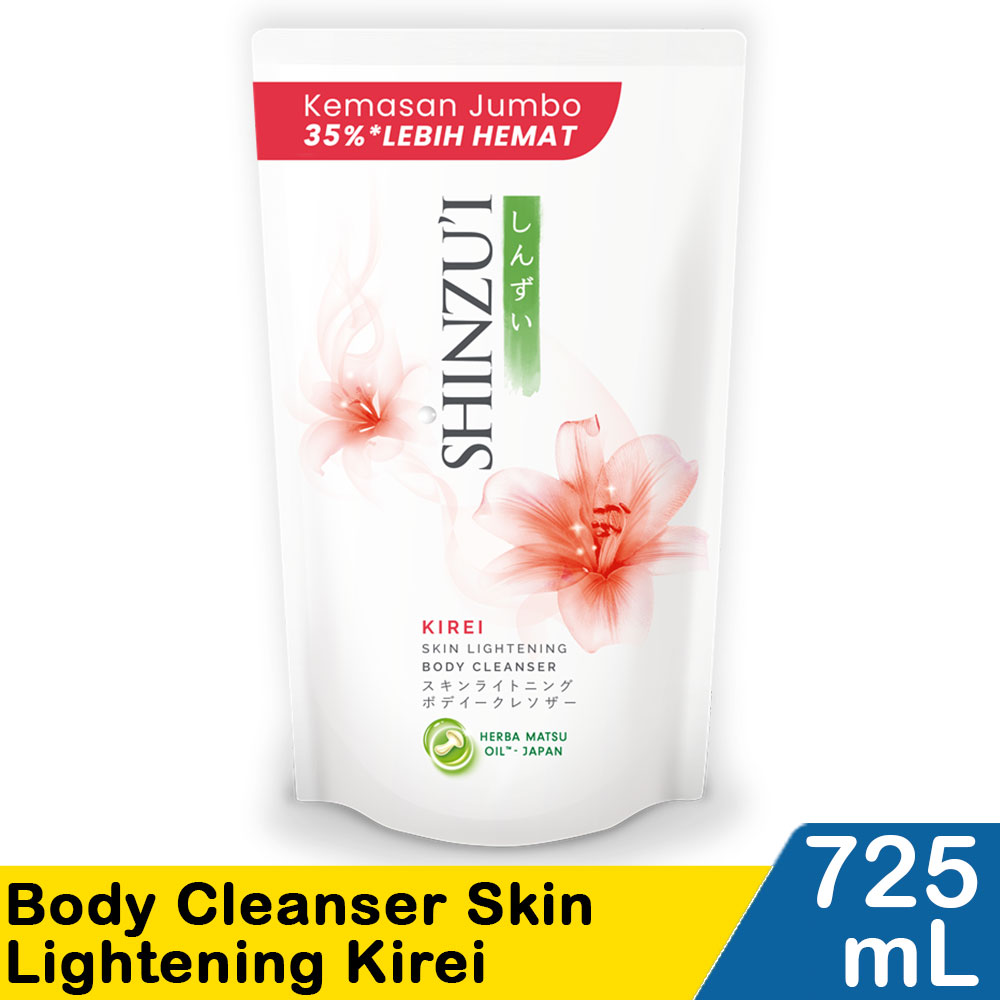 Kemasan Jumbo
35%*LEBIH HEMAT
SHINZU'I
しんずい
KIREI
SKIN LIGHTENING
BODY CLEANSER
スキンライトニング
ボデイークレソザー
HERBA MATSU
OIL™- JAPAN
Body Cleanser Skin
Lightening Kirei
725
mL